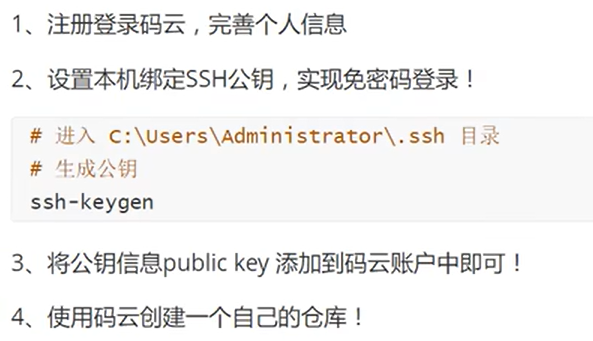 1、注册登录码云，完善个人信息
2、设置本机绑定SSH公钥，实现免密码登录！
# 进入 C:\Users\Administrator\.ssh 目录
# 生成公钥
ssh-keygen
3、将公钥信息public key 添加到码云账户中即可！
4、使用码云创建一个自己的仓库！